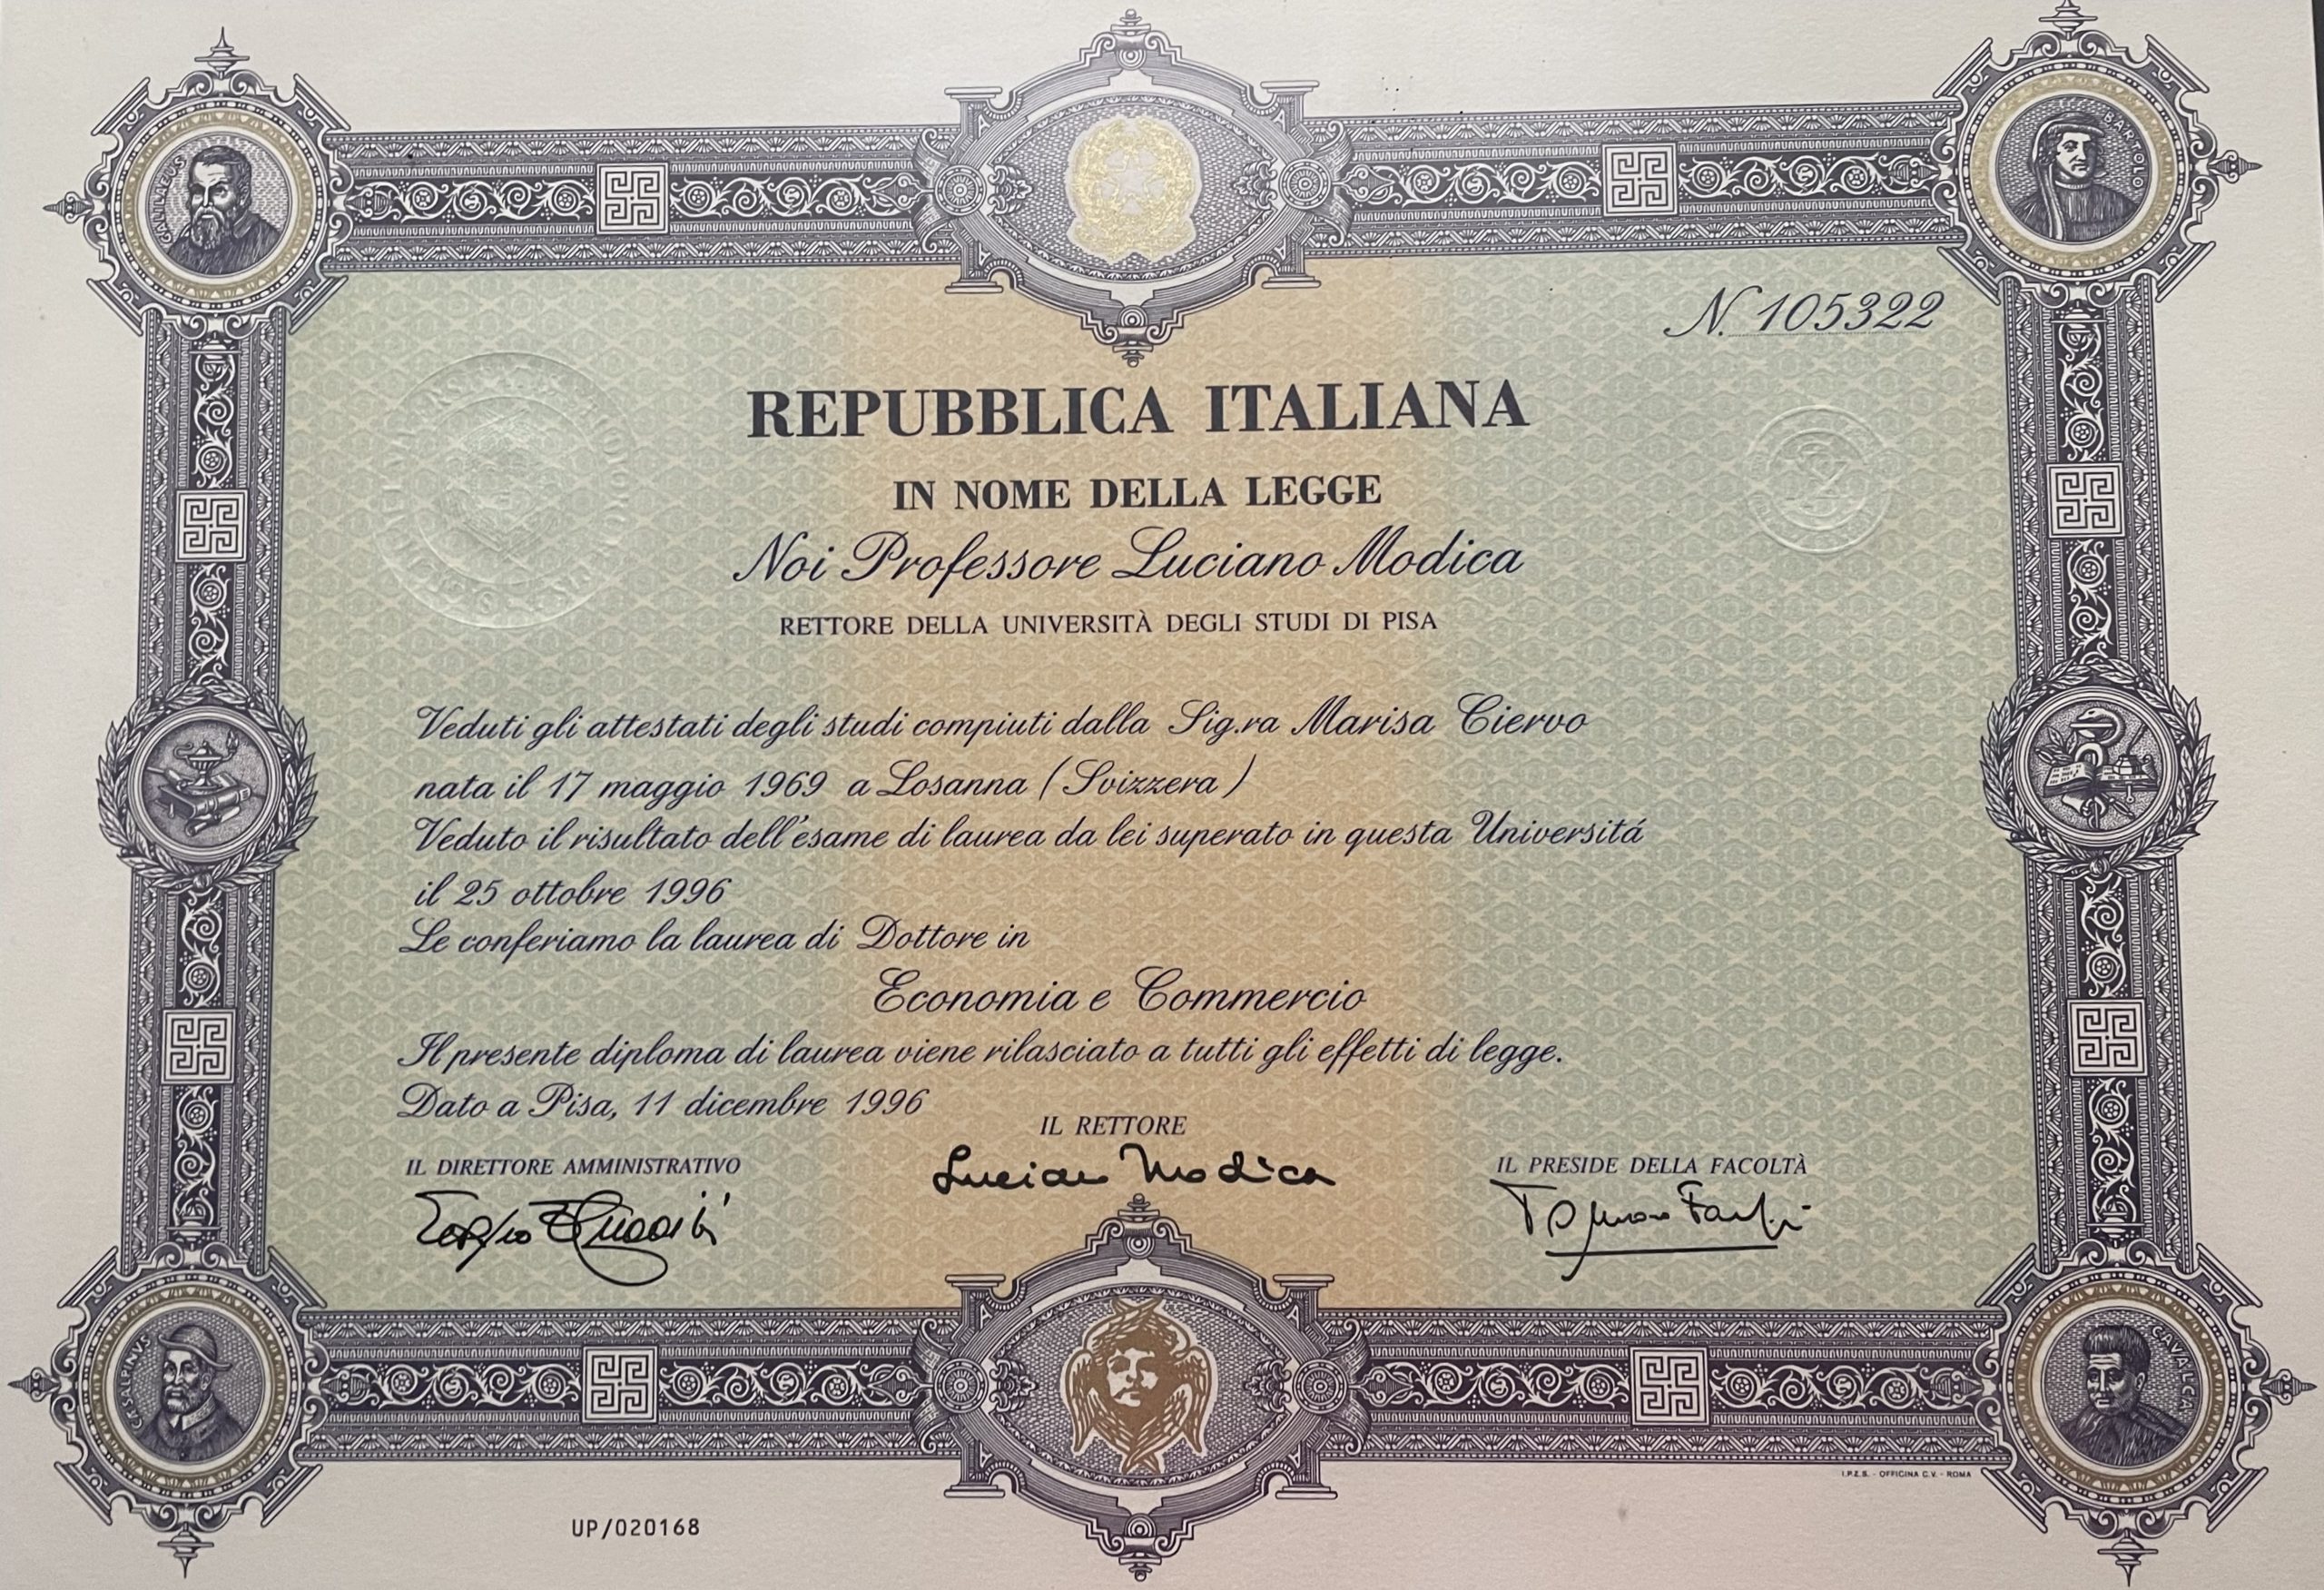 GALILAEUS
BARTOLO
N. 105322
REPUBBLICA ITALIANA
IN NOME DELLA LEGGE
Noi Professore Luciano Modica
RETTORE DELLA UNIVERSITÀ DEGLI STUDI DI PISA
Veduti gli attestati degli studi compiuti dalla Sig.ra Marisa Ciervo
nata il 17 maggio 1969 a Losanna (Svizzera)
Veduto il risultato dell'esame di laurea da lei superato in questa Universitá
il 25 ottobre 1996
Le conferiamo la laurea di Dottore in
Economia e Commercio
Il presente diploma di laurea viene rilasciato a tutti gli effetti di legge.
Dato a Pisa, 11 dicembre 1996
IL RETTORE
IL DIRETTORE AMMINISTRATIVO
Luciano Modica
IL PRESIDE DELLA FACOLTÀ
CAVALCA
I.P.Z.S. - OFFICINA C.V. - ROMA
UP/020168